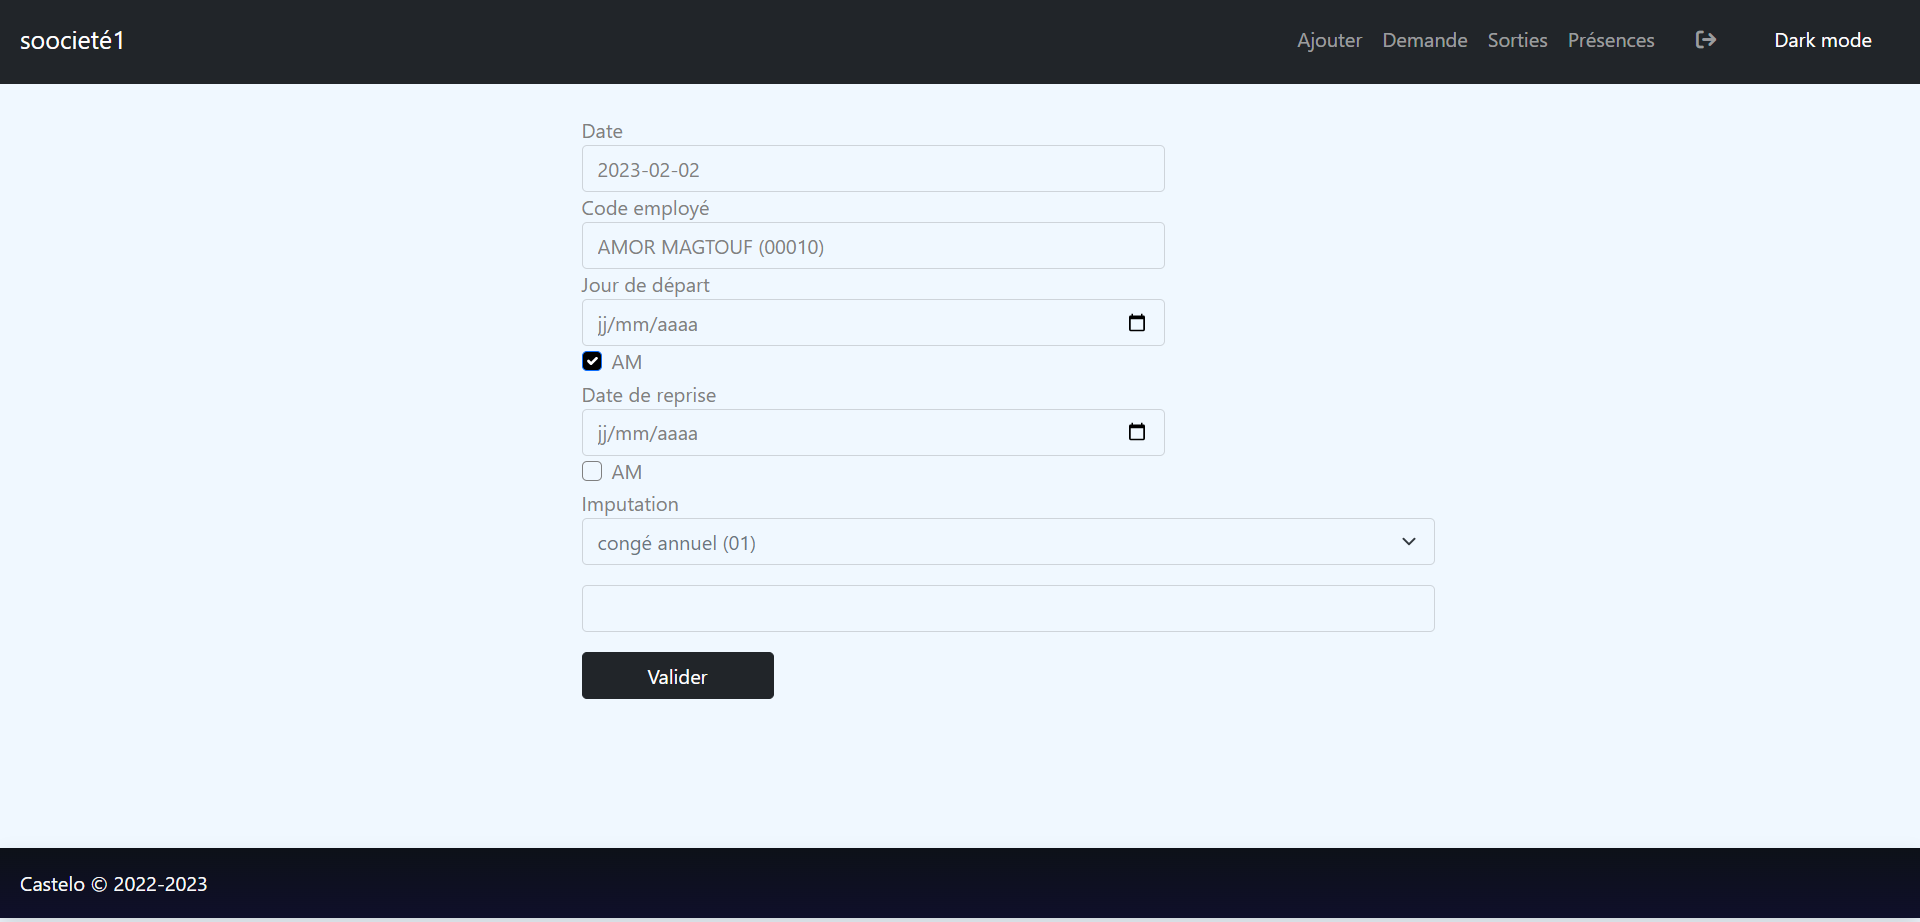 soocieté1
Ajouter Demande Sorties Présences Dark mode
Date
2023-02-02
Code employé
AMOR MAGTOUF (00010)
Jour de départ
jj/mm/aaaa
AM
Date de reprise
jj/mm/aaaa
AM
Imputation
congé annuel (01)
Valider
Castelo © 2022-2023